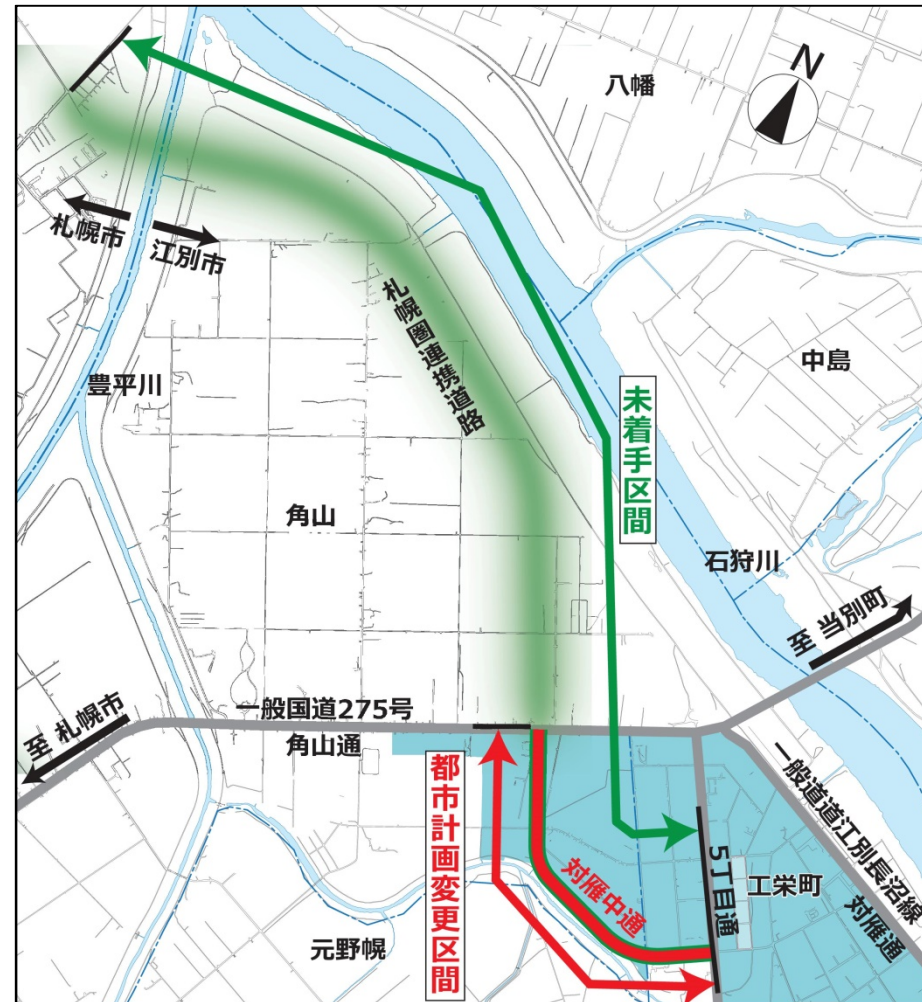 N
八幡
札幌市
江別市
札幌圏連携道路
豊平川
中島
未着手区間
角山
石狩川
至 当別町
一般国道275号
至 札幌市
角山通
都市計画変更区間
一般道道江別長沼線
対雁通
5丁目通
工栄町
対雁中通
元野幌